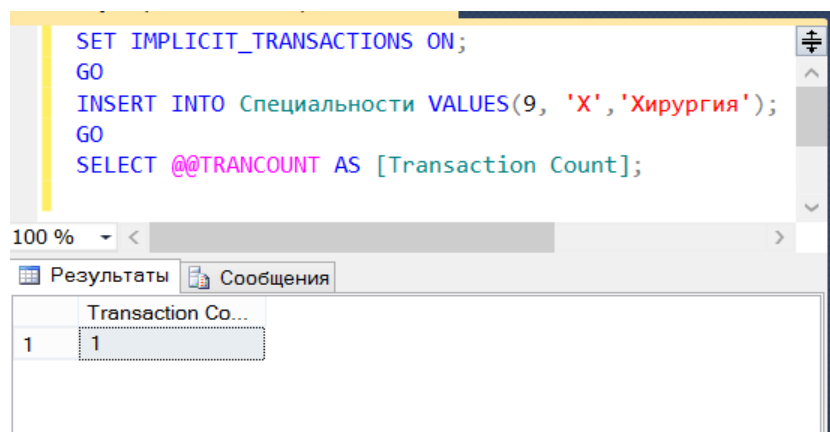 SET IMPLICIT_TRANSACTIONS ON;
GO
INSERT INTO Специальности VALUES(9, 'Х','Хирургия');
GO
SELECT @@TRANCOUNT AS [Transaction Count];
100 %
Результаты Сообщения
Transaction Co...
1 1